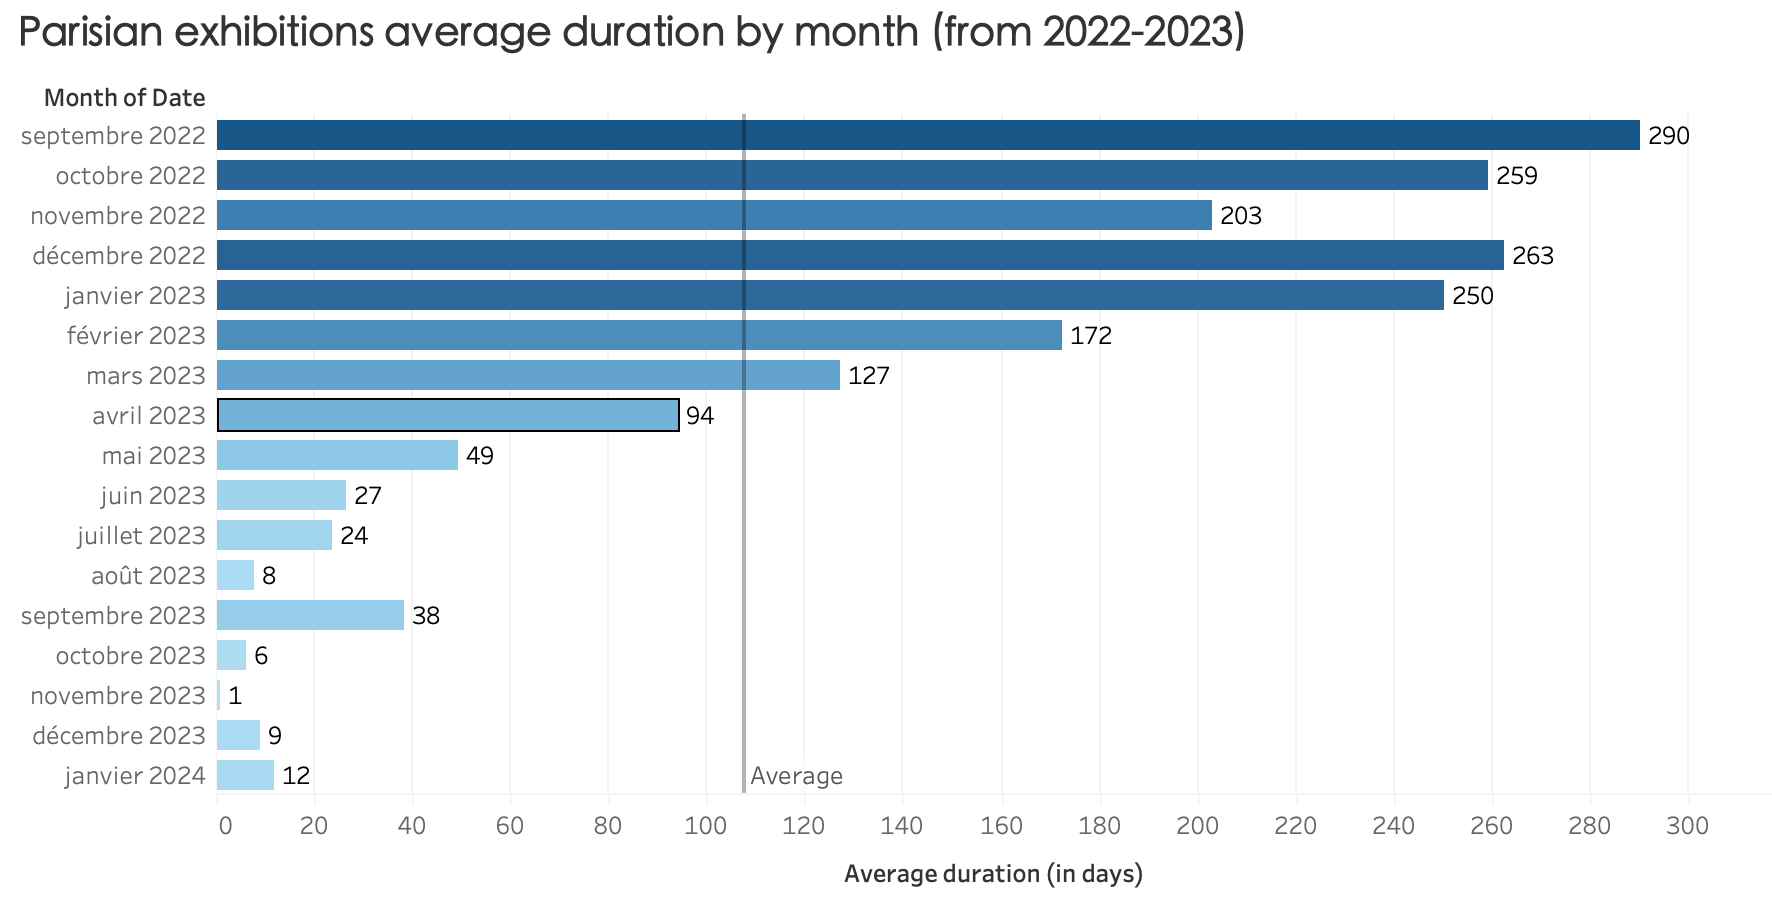 Parisian exhibitions average duration by month (from 2022-2023)
Month of Date
septembre 2022 290
octobre 2022 259
novembre 2022 203
décembre 2022 263
janvier 2023 250
février 2023 172
mars 2023 127
avril 2023 94
mai 2023 49
juin 2023 27
juillet 2023 24
août 2023 8
septembre 2023 38
octobre 2023 6
novembre 2023 1
décembre 2023 9
janvier 2024 12 Average
0 20 40 60 80 100 120 140 160 180 200 220 240 260 280 300
Average duration (in days)